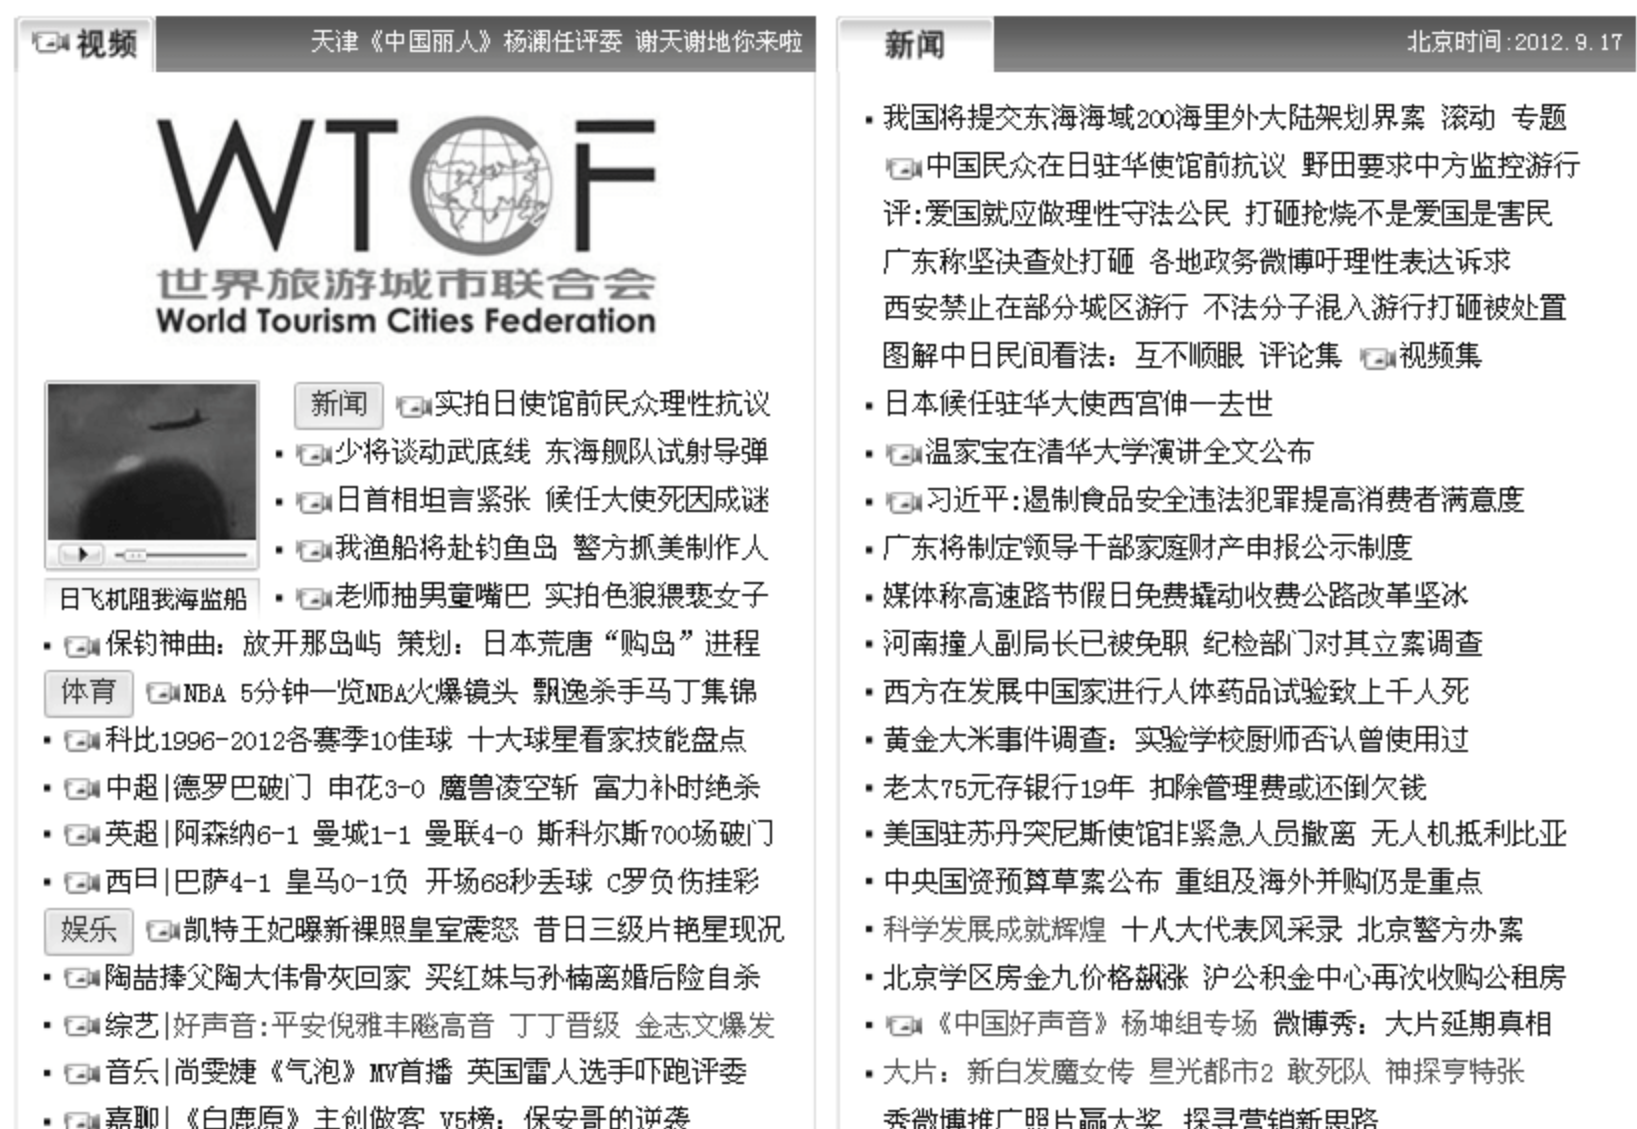 视频
天津《中国丽人》杨澜任评委 谢天谢地你来啦
WTCF
世界旅游城市联合会
World Tourism Cities Federation
日飞机阻我海监船
新闻 实拍日使馆前民众理性抗议
少将谈动武底线 东海舰队试射导弹
日首相坦言紧张 候任大使死因成谜
我渔船将赴钓鱼岛 警方抓美制作人
老师抽男童嘴巴 实拍色狼猥亵女子
保钓神曲：放开那岛屿 策划：日本荒唐“购岛”进程
体育 NBA 5分钟一览NBA火爆镜头 飘逸杀手马丁集锦
科比1996-2012各赛季10佳球 十大球星看家技能盘点
中超|德罗巴破门 申花3-0 魔兽凌空斩 富力补时绝杀
英超|阿森纳6-1 曼城1-1 曼联4-0 斯科尔斯700场破门
西甲|巴萨4-1 皇马0-1负 开场68秒丢球 C罗负伤挂彩
娱乐 凯特王妃曝新裸照皇室震怒 昔日三级片艳星现况
陶喆捧父陶大伟骨灰回家 买红妹与孙楠离婚后险自杀
综艺|好声音:平安倪雅丰飚高音 丁丁晋级 金志文爆发
音乐|尚雯婕《气泡》MV首播 英国雷人选手吓跑评委
嘉聊|《白鹿原》主创做客 V5榜：保安哥的逆袭
新闻
北京时间:2012.9.17
我国将提交东海海域200海里外大陆架划界案 滚动 专题
中国民众在日驻华使馆前抗议 野田要求中方监控游行
评:爱国就应做理性守法公民 打砸抢烧不是爱国是害民
广东称坚决查处打砸 各地政务微博吁理性表达诉求
西安禁止在部分城区游行 不法分子混入游行打砸被处置
图解中日民间看法：互不顺眼 评论集 视频集
日本候任驻华大使西宫伸一去世
温家宝在清华大学演讲全文公布
习近平:遏制食品安全违法犯罪提高消费者满意度
广东将制定领导干部家庭财产申报公示制度
媒体称高速路节假日免费撬动收费公路改革坚冰
河南撞人副局长已被免职 纪检部门对其立案调查
西方在发展中国家进行人体药品试验致上千人死
黄金大米事件调查：实验学校厨师否认曾使用过
老太75元存银行19年 扣除管理费或还倒欠钱
美国驻苏丹突尼斯使馆非紧急人员撤离 无人机抵利比亚
中央国资预算草案公布 重组及海外并购仍是重点
科学发展成就辉煌 十八大代表风采录 北京警方办案
北京学区房金九价格飙涨 沪公积金中心再次收购公租房
《中国好声音》杨坤组专场 微博秀：大片延期真相
大片：新白发魔女传 星光都市2 敢死队 神探亨特张
秀微博推广照片赢大奖 探寻营销新思路